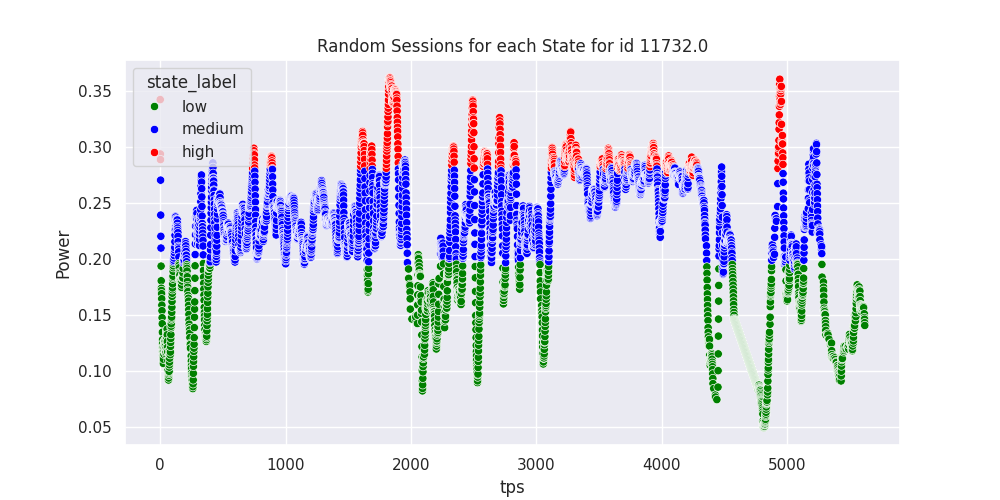 Random Sessions for each State for id 11732.0
state_label
low
medium
high
Power
0.35
0.30
0.25
0.20
0.15
0.10
0.05
0 1000 2000 3000 4000 5000
tps